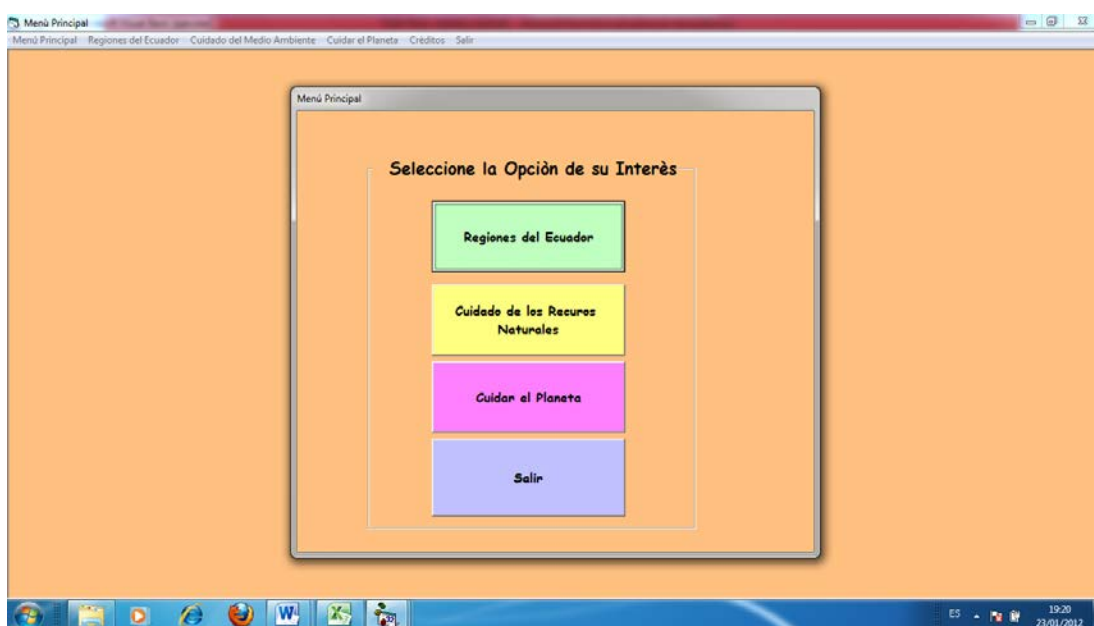 Menù Principal
Menú Principal Regiones del Ecuador Cuidado del Medio Ambiente Cuidar el Planeta Créditos Salir
Menú Principal
Seleccione la Opciòn de su Interès
Regiones del Ecuador
Cuidado de los Recuros
Naturales
Cuidar el Planeta
Salir
ES
19:20
23/01/2012